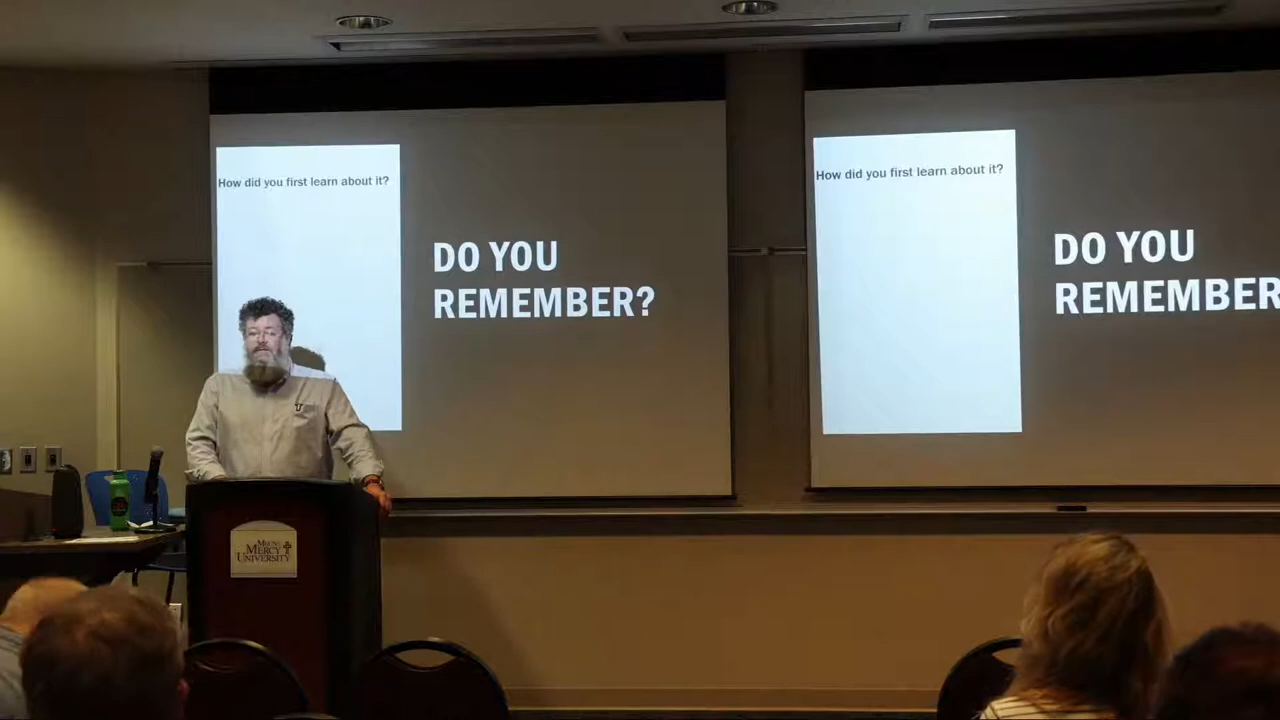 How did you first learn about it?
DO YOU
REMEMBER?
How did you first learn about it?
DO YOU
REMEMBER
MOUNT
MERCY
UNIVERSITY